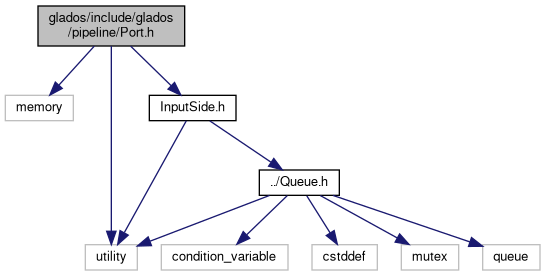 glados/include/glados
/pipeline/Port.h
memory
InputSide.h
../Queue.h
utility
condition_variable
cstddef
mutex
queue